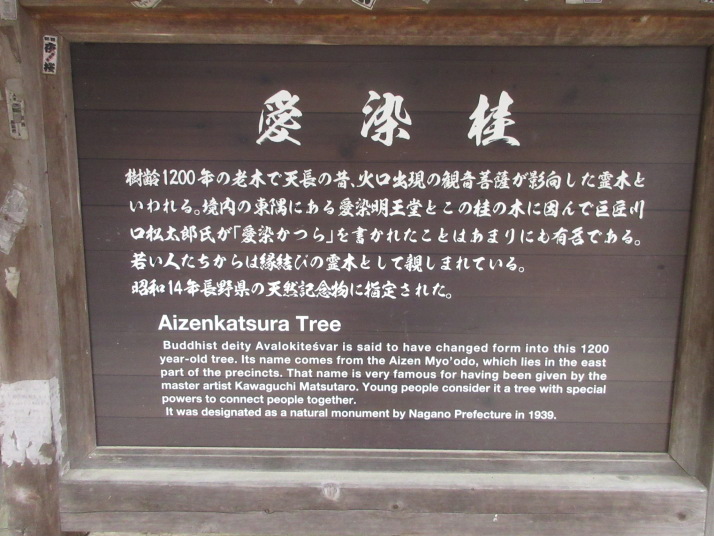 愛染桂
樹齢1200年の老木で天長の昔、火口出現の観音菩薩が影向した霊木と
いわれる。境内の東隅にある愛染明王堂とこの桂の木に因んで巨匠川
口松太郎氏が「愛染かつら」を書かれたことはあまりにも有名である。
若い人たちからは縁結びの霊木として親しまれている。
昭和14年長野県の天然記念物に指定された。
Aizenkatsura Tree
Buddhist deity Avalokiteśvar is said to have changed form into this 1200
year-old tree. Its name comes from the Aizen Myo'odo, which lies in the east
part of the precincts. That name is very famous for having been given by the
master artist Kawaguchi Matsutaro. Young people consider it a tree with special
powers to connect people together.
It was designated as a natural monument by Nagano Prefecture in 1939.